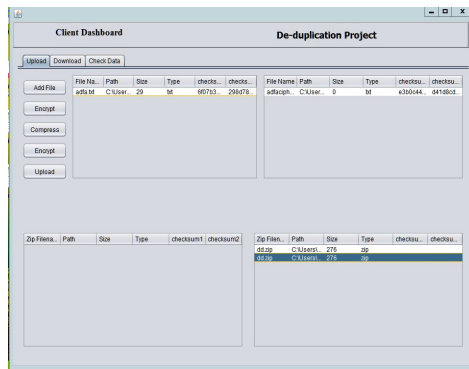 Client Dashboard
De-duplication Project
Upload Download Check Data
Add File
Encrypt
Compress
Encrypt
Upload
File Na... Path Size Type checks... checks...
adfa.txt C:\User... 29 txt 6f07b3... 298d78...
File Name Path Size Type checksu... checksu...
adfaciph... C:\User... 0 txt e3b0c44... d41d8cd...
Zip Filena... Path Size Type checksum1 checksum2
Zip Filen... Path Size Type checksu... checksu...
dd.zip C:\Users\... 276 zip
dd.zip C:\Users\... 276 zip